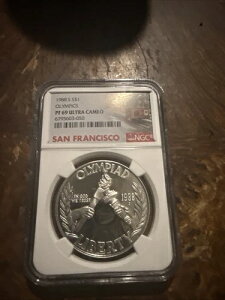 1988 S $1
OLYMPICS
PF 69 ULTRA CAMEO
SAN FRANCISCO
NGC
OLYMPIAD
IN GOD
WE TRUST
1988
LIBERTY